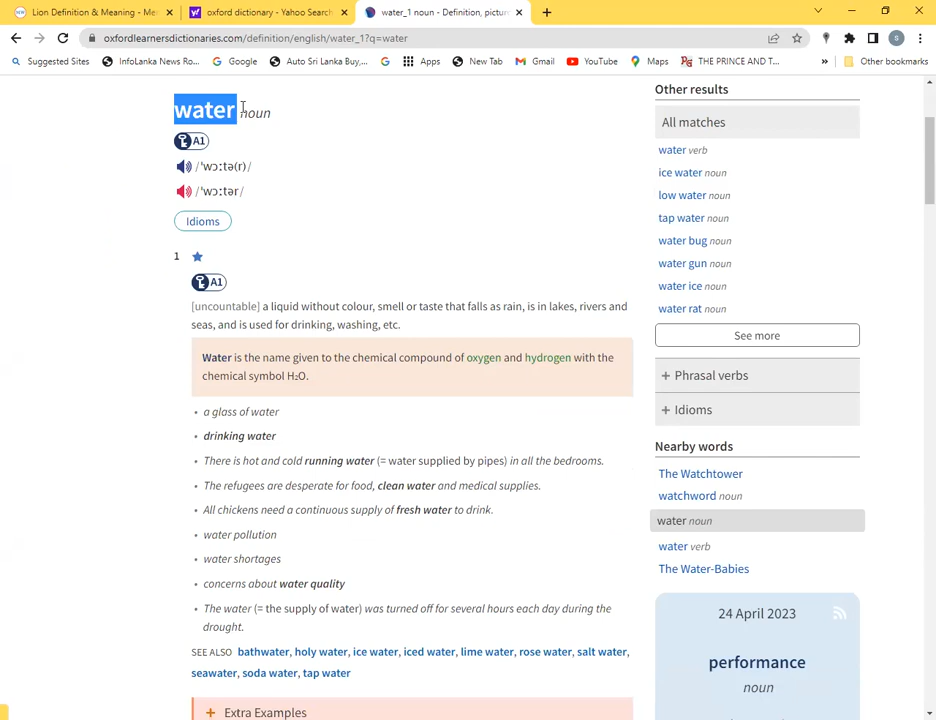 Lion Definition & Meaning - Mer
oxford dictionary - Yahoo Search
water_1 noun - Definition, pictur
oxfordlearnersdictionaries.com/definition/english/water_1?q=water
Suggested Sites
InfoLanka News Ro...
Google
Auto Sri Lanka Buy,...
Apps
New Tab
Gmail
YouTube
Maps
THE PRINCE AND T...
»
Other bookmarks
water noun
A1
/ˈwɔːtə(r)/
/ˈwɔːtər/
Idioms
1
A1
[uncountable] a liquid without colour, smell or taste that falls as rain, is in lakes, rivers and
seas, and is used for drinking, washing, etc.
Water is the name given to the chemical compound of oxygen and hydrogen with the
chemical symbol H₂O.
• a glass of water
• drinking water
• There is hot and cold running water (= water supplied by pipes) in all the bedrooms.
• The refugees are desperate for food, clean water and medical supplies.
• All chickens need a continuous supply of fresh water to drink.
• water pollution
• water shortages
• concerns about water quality
• The water (= the supply of water) was turned off for several hours each day during the
drought.
SEE ALSO bathwater, holy water, ice water, iced water, lime water, rose water, salt water,
seawater, soda water, tap water
+ Extra Examples
Other results
All matches
water verb
ice water noun
low water noun
tap water noun
water bug noun
water gun noun
water ice noun
water rat noun
See more
+ Phrasal verbs
+ Idioms
Nearby words
The Watchtower
watchword noun
water noun
water verb
The Water-Babies
24 April 2023
performance
noun